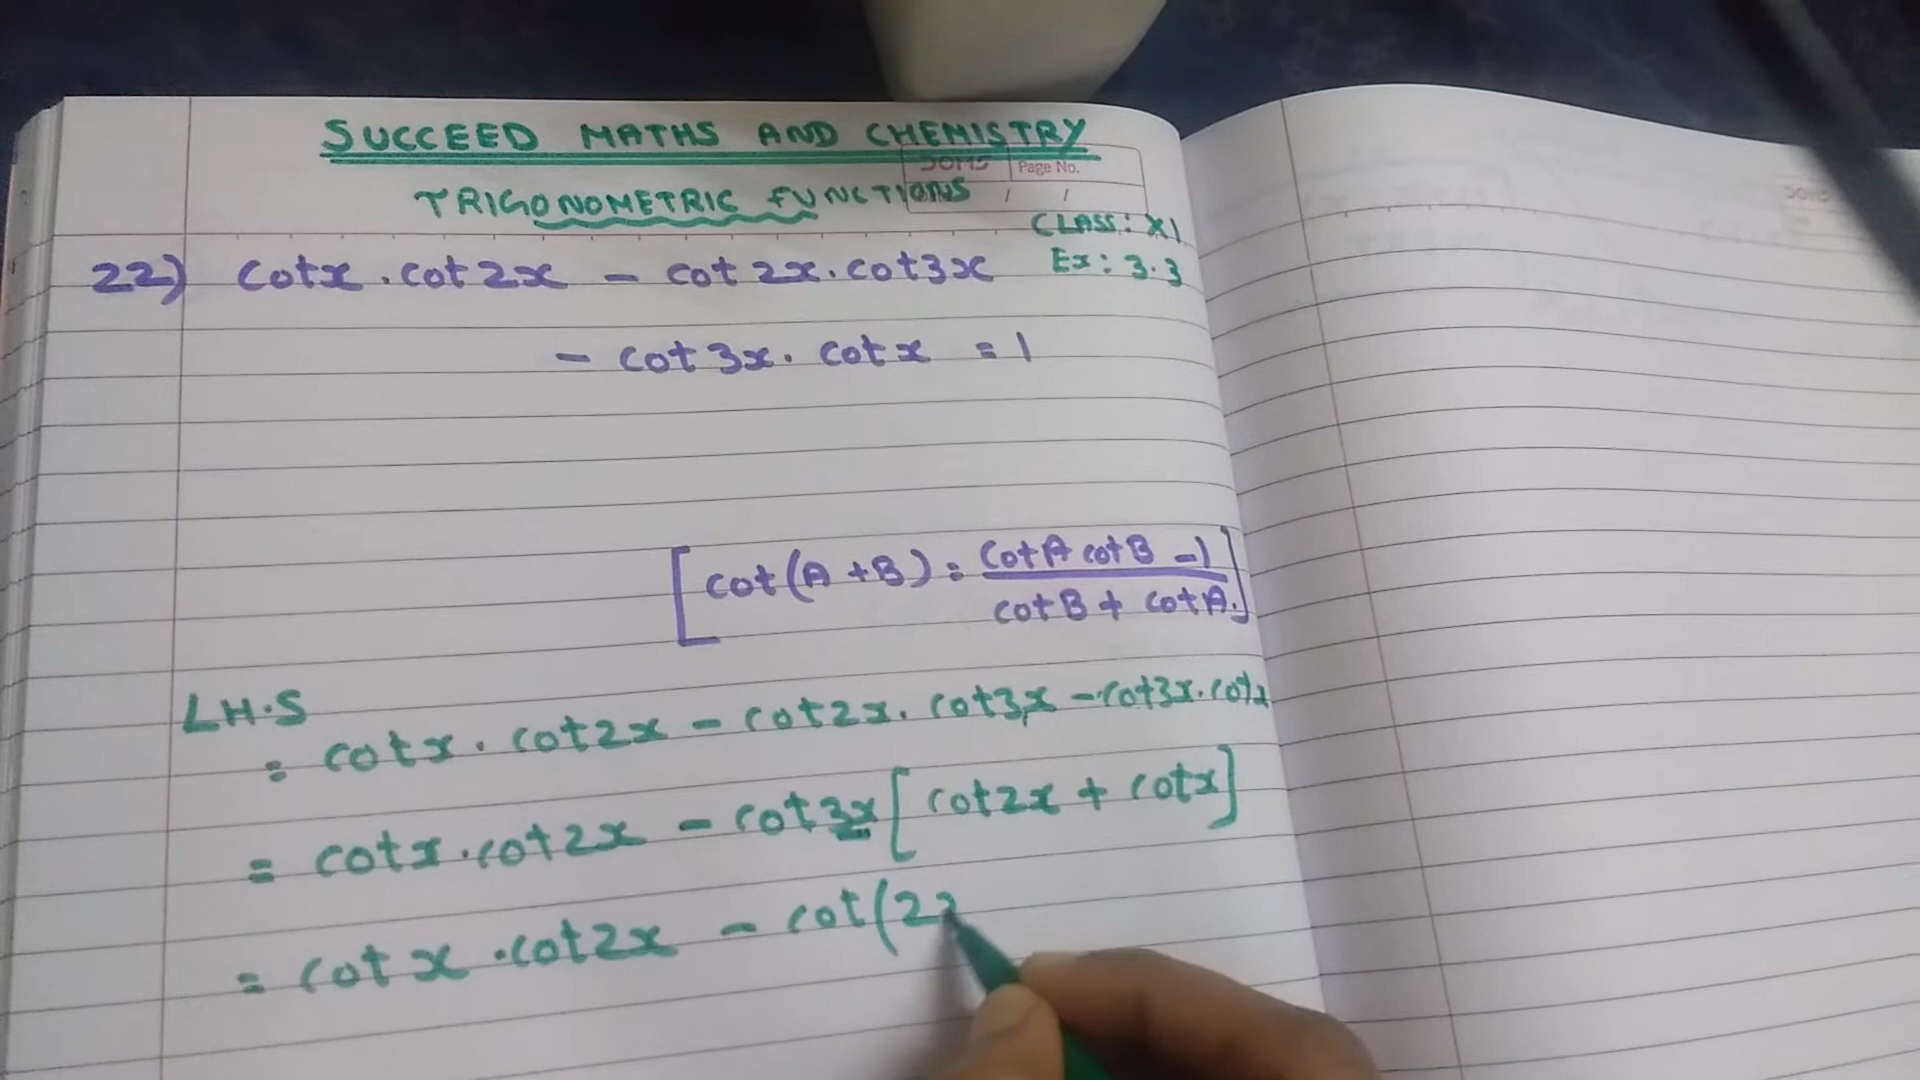 SUCCEED MATHS AND CHEMISTRY
Page No.
TRIGONOMETRIC FUNCTIONS
CLASS: XI
Ex: 3.3
22) cotx . cot2x - cot2x . cot3x
- cot3x . cotx = 1
[cot(A+B) = cotA cotB - 1 / cotB + cotA.]
LH.S
= cotx . cot2x - cot2x . cot3x - cot3x . cotx
= cotx . cot2x - cot3x [cot2x + cotx]
= cotx . cot2x - cot(2x